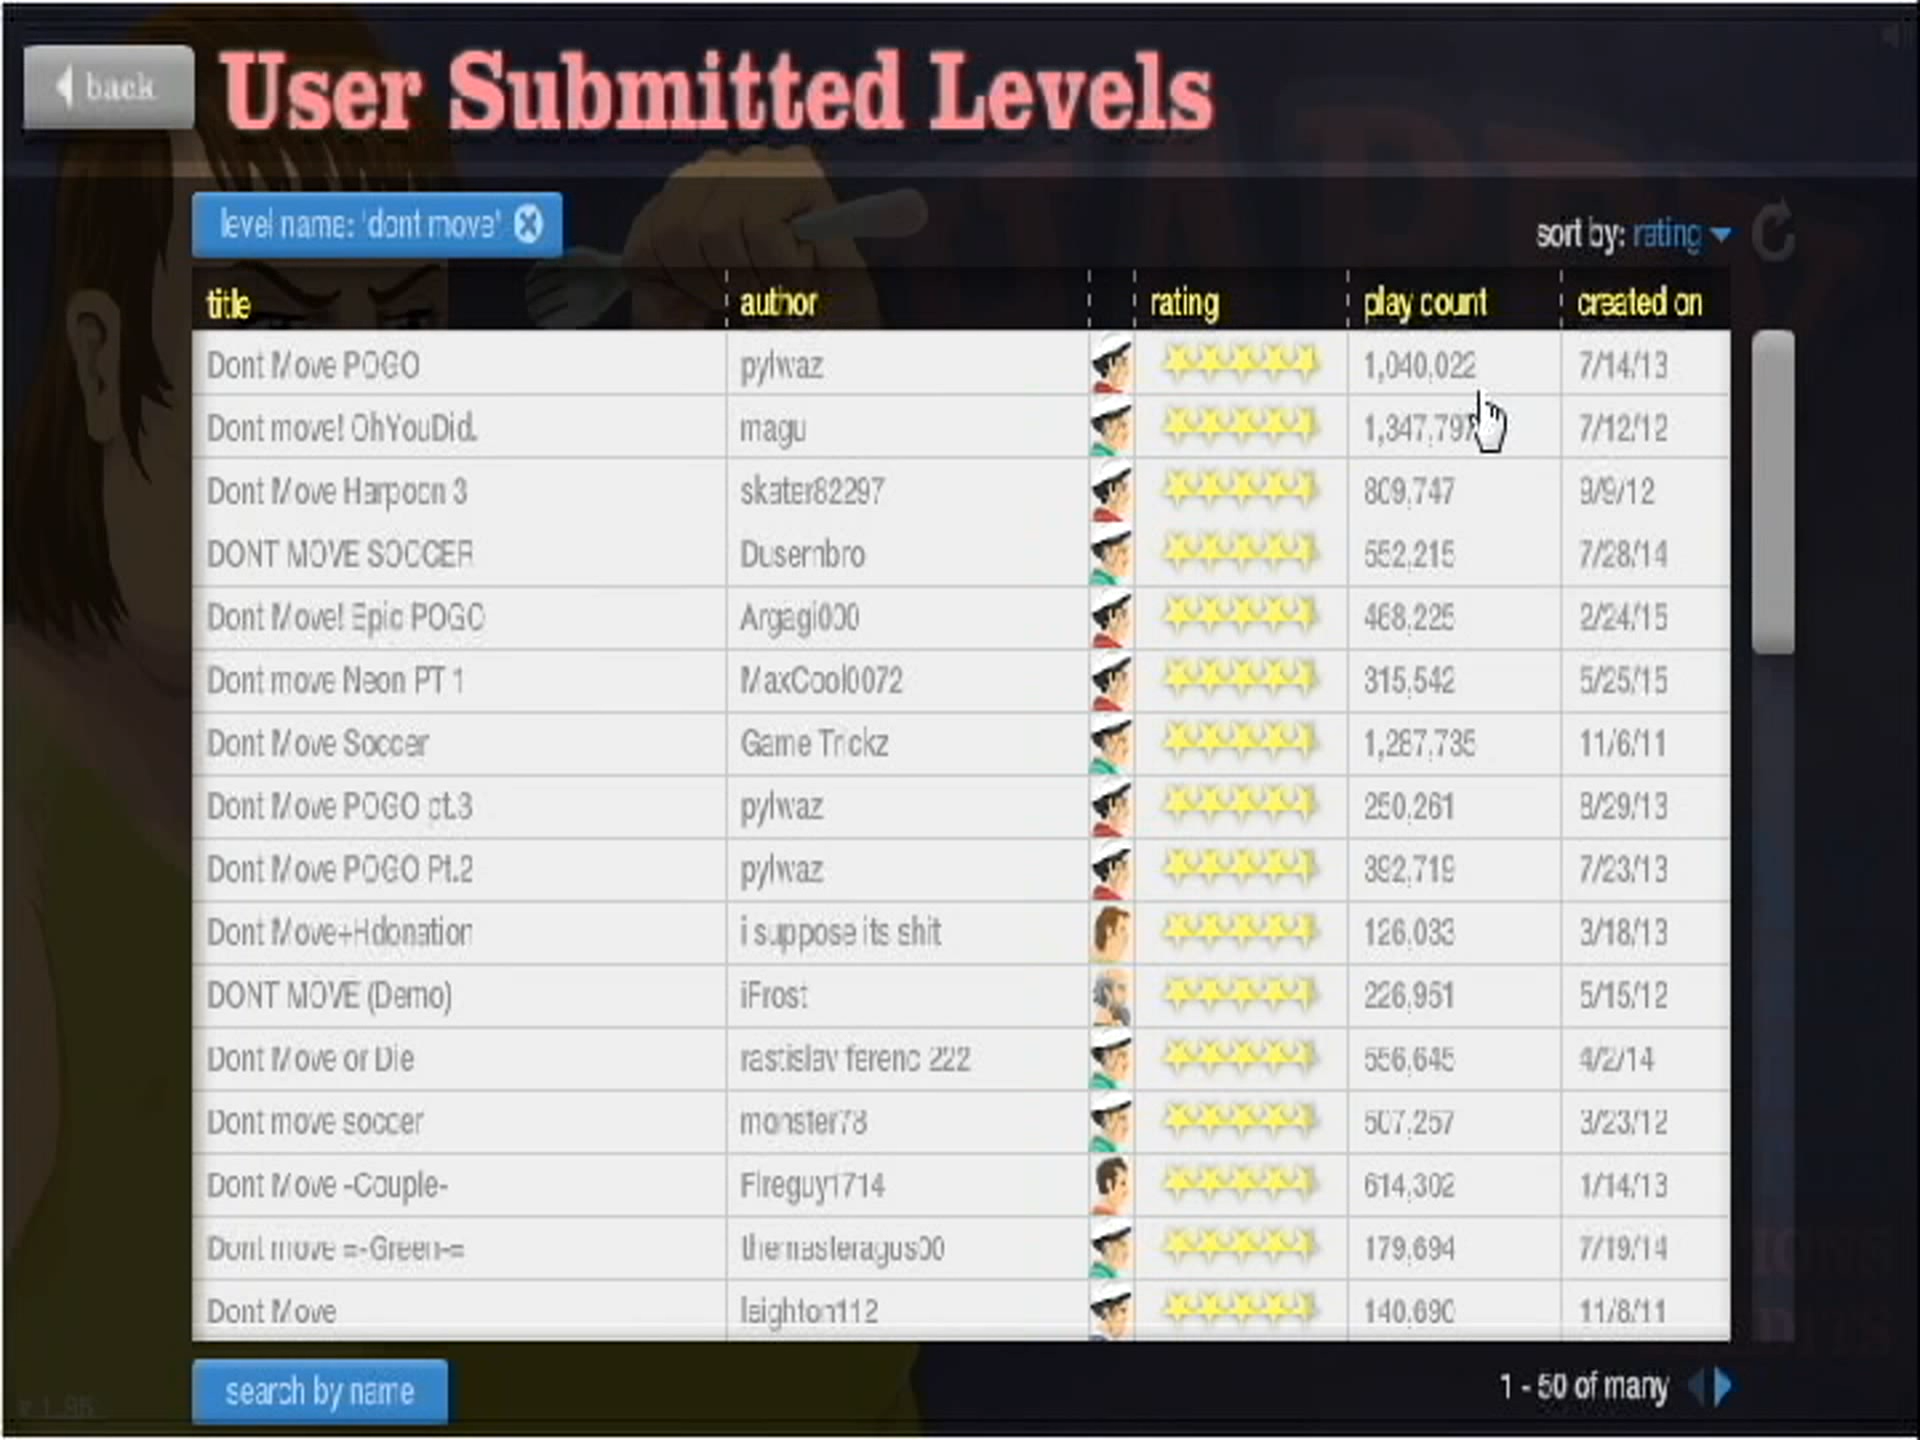 back
User Submitted Levels
level name: 'dont move'
sort by: rating
title author rating play count created on
Dont Move POGO pylwaz 1,040,022 7/14/13
Dont move! OhYouDid. magu 1,347,797 7/12/12
Dont Move Harpoon 3 skater82297 809,747 9/9/12
DONT MOVE SOCCER Dusernbro 552,215 7/28/14
Dont Move! Epic POGO Argagi000 468,225 2/24/15
Dont move Neon PT 1 MaxCool0072 315,542 5/25/15
Dont Move Soccer Game Trickz 1,287,735 11/6/11
Dont Move POGO pt.3 pylwaz 250,261 8/29/13
Dont Move POGO Pt.2 pylwaz 392,719 7/23/13
Dont Move+Hdonation i suppose its shit 126,033 3/18/13
DONT MOVE (Demo) iFrost 226,951 5/15/12
Dont Move or Die rastislav ferenc 222 556,645 4/2/14
Dont move soccer monster78 507,257 3/23/12
Dont Move -Couple- Fireguy1714 614,302 1/14/13
Dont move =-Green-= themasteragus00 179,694 7/19/14
Dont Move leighton112 140,690 11/8/11
search by name
1 - 50 of many